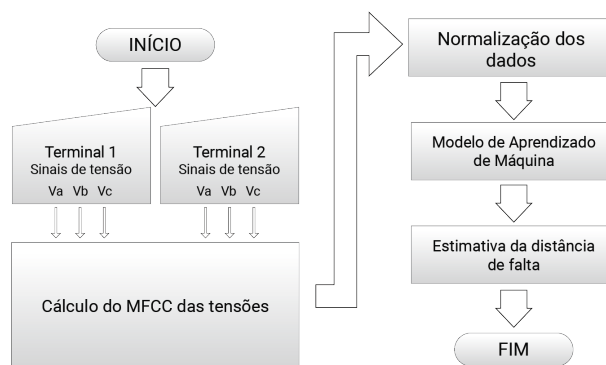 INÍCIO
Terminal 1
Sinais de tensão
Va Vb Vc
Terminal 2
Sinais de tensão
Va Vb Vc
Cálculo do MFCC das tensões
Normalização dos
dados
Modelo de Aprendizado
de Máquina
Estimativa da distância
de falta
FIM